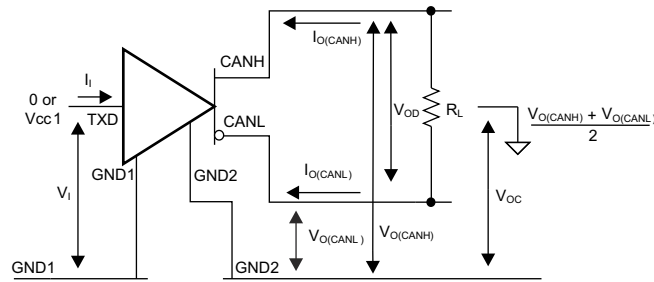 CANH
I_O(CANH)
I_I
0 or
Vcc1
TXD
CANL
V_OD
R_L
V_O(CANH) + V_O(CANL)
2
GND1
GND2
I_O(CANL)
V_I
V_OC
V_O(CANL)
V_O(CANH)
GND1
GND2